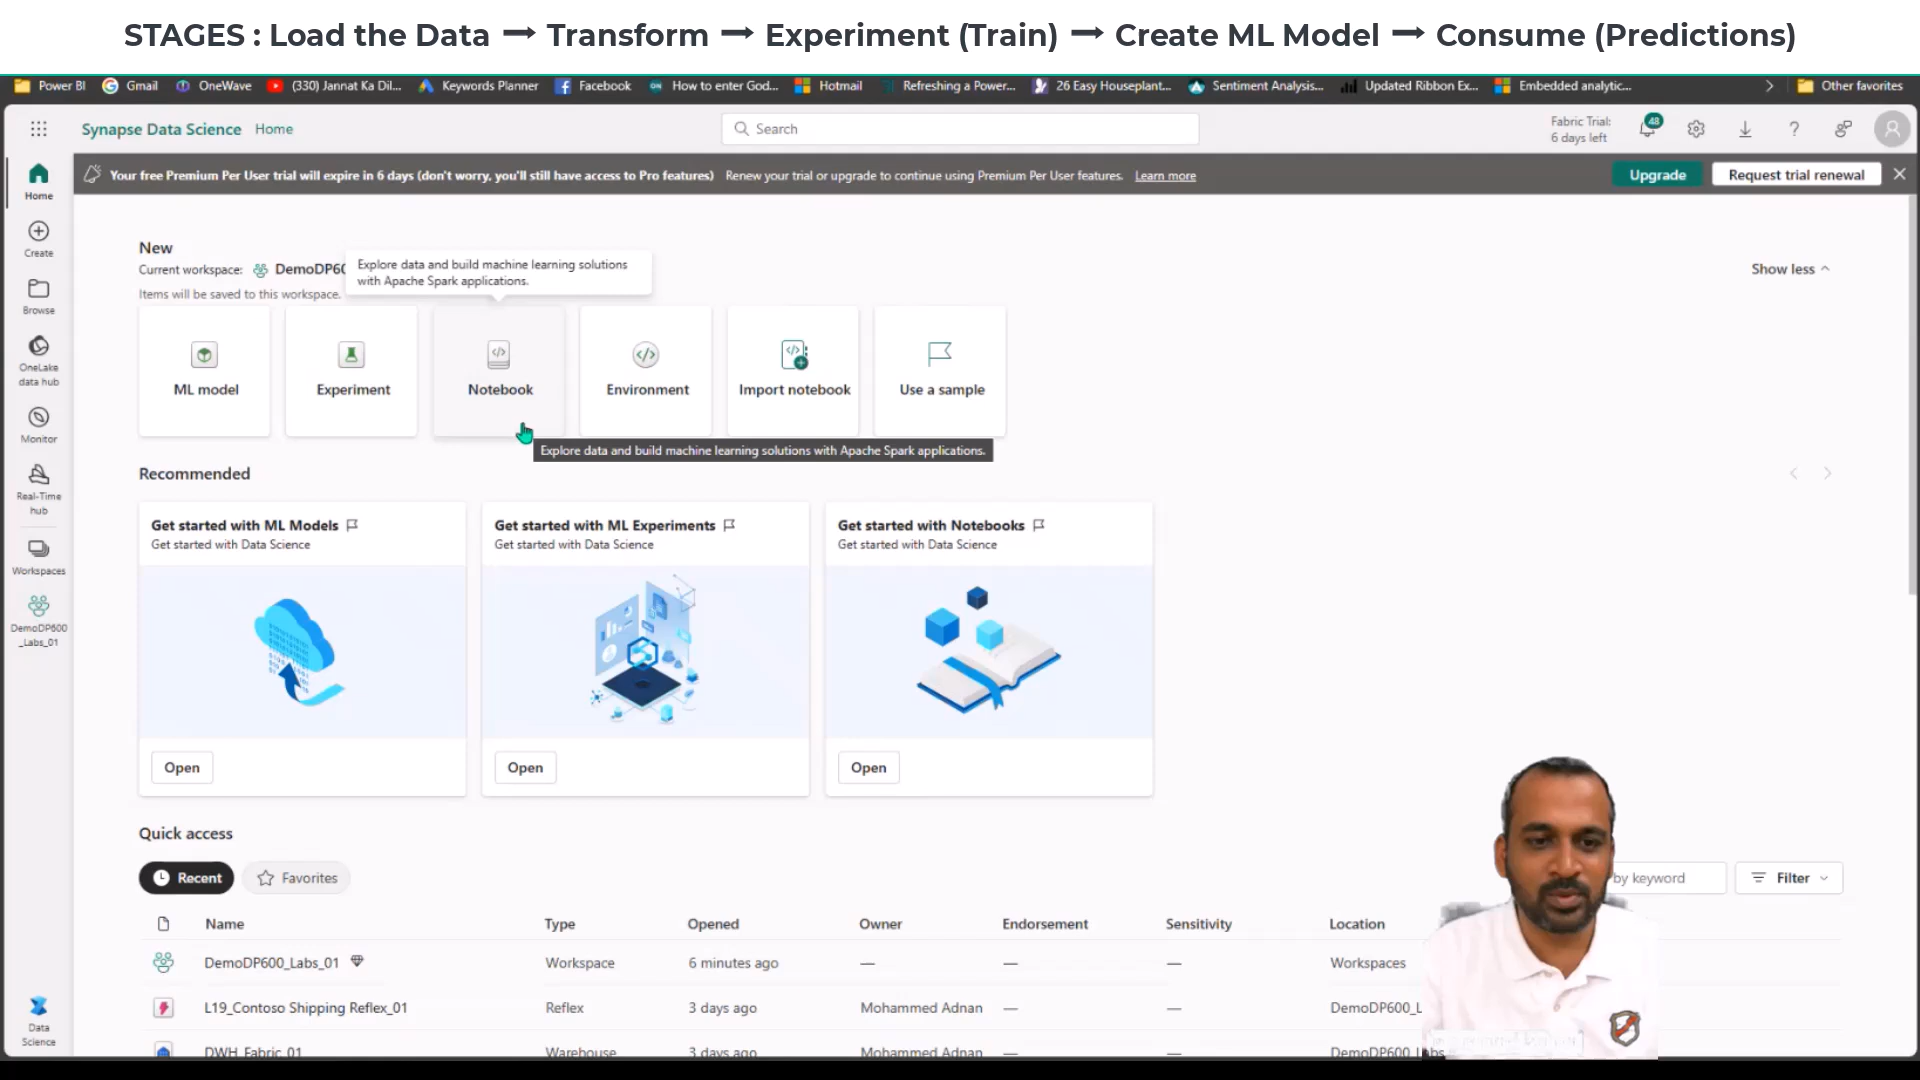 STAGES : Load the Data → Transform → Experiment (Train) → Create ML Model → Consume (Predictions)
Power BI Gmail OneWave (330) Jannat Ka Dil... Keywords Planner Facebook How to enter God... Hotmail Refreshing a Power... 26 Easy Houseplant... Sentiment Analysis... Updated Ribbon Ex... Embedded analytic... Other favorites
Synapse Data Science Home
Search
Fabric Trial:
6 days left
48
Your free Premium Per User trial will expire in 6 days (don't worry, you'll still have access to Pro features) Renew your trial or upgrade to continue using Premium Per User features. Learn more
Upgrade
Request trial renewal
Home
Create
Browse
OneLake
data hub
Monitor
Real-Time
hub
Workspaces
DemoDP600
_Labs_01
Data
Science
New
Current workspace: DemoDP60
Items will be saved to this workspace.
Explore data and build machine learning solutions
with Apache Spark applications.
Show less
ML model
Experiment
Notebook
Environment
Import notebook
Use a sample
Explore data and build machine learning solutions with Apache Spark applications.
Recommended
Get started with ML Models
Get started with Data Science
Open
Get started with ML Experiments
Get started with Data Science
Open
Get started with Notebooks
Get started with Data Science
Open
Quick access
Recent
Favorites
by keyword
Filter
Name Type Opened Owner Endorsement Sensitivity Location
DemoDP600_Labs_01 Workspace 6 minutes ago — — — Workspaces
L19_Contoso Shipping Reflex_01 Reflex 3 days ago Mohammed Adnan — — DemoDP600_L
DWH_Fabric_01 Warehouse 3 days ago Mohammed Adnan — — DemoDP600_Labs